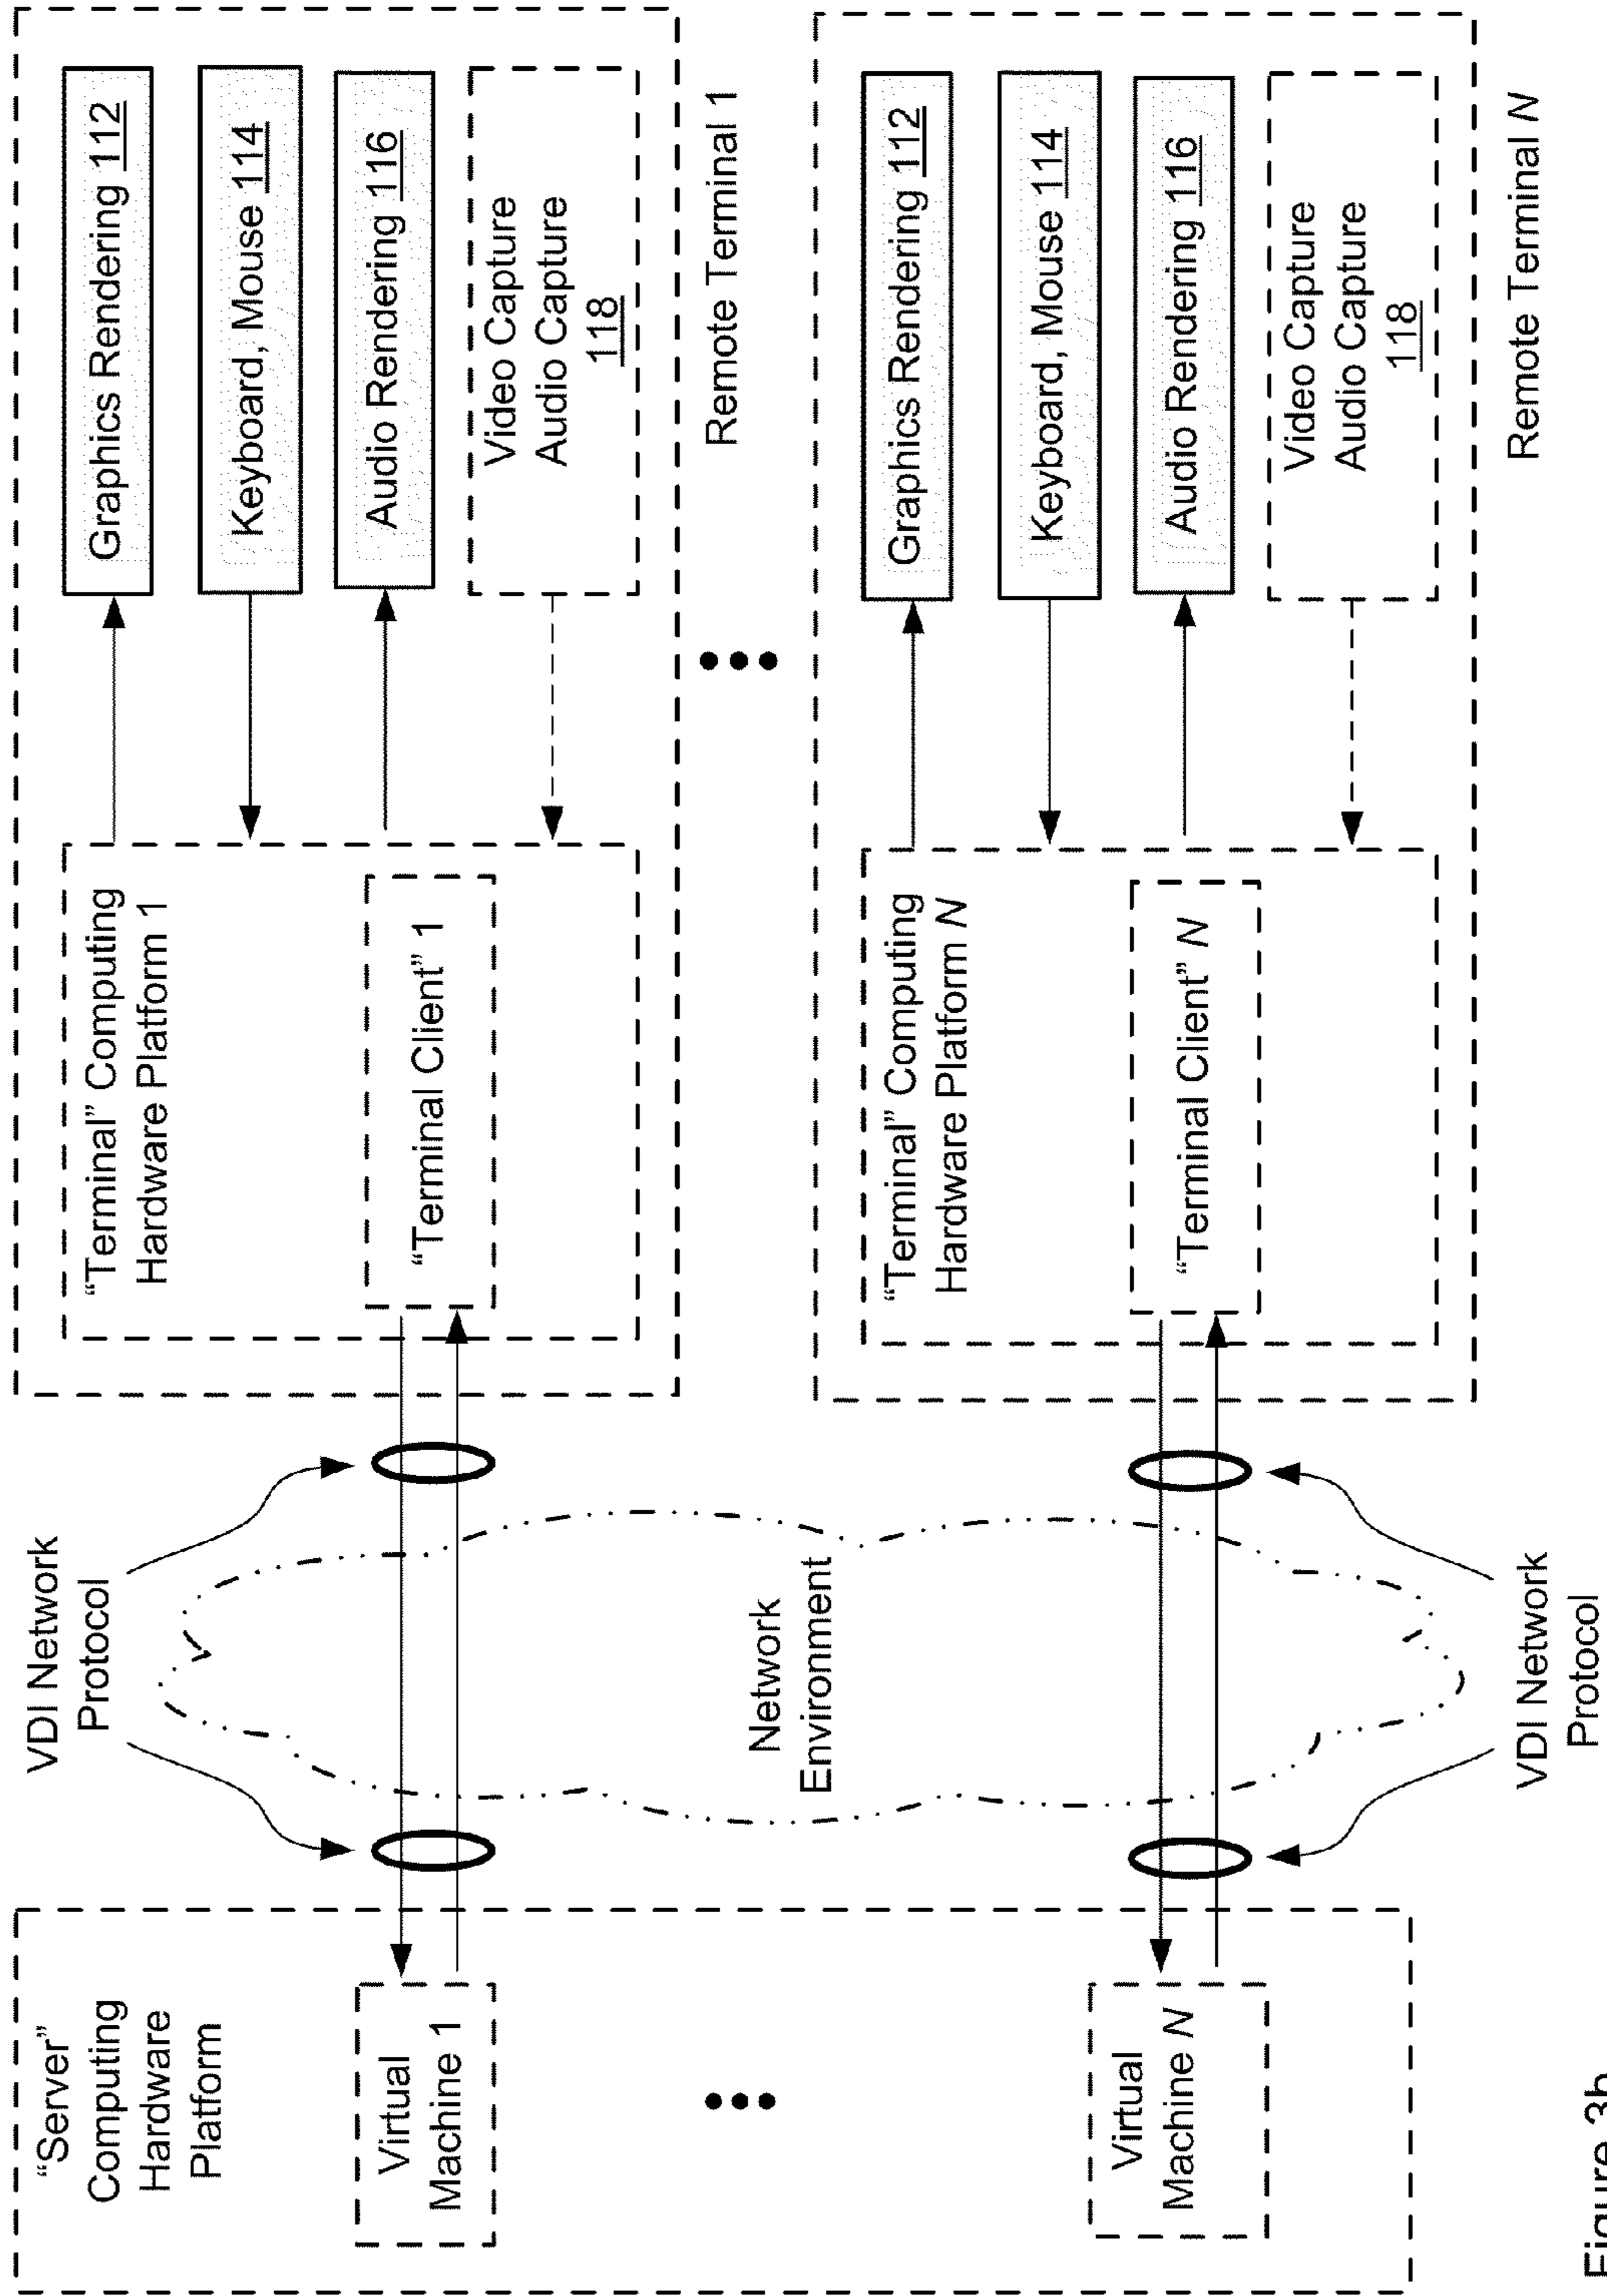 “Server”
Computing
Hardware
Platform
Virtual
Machine 1
Virtual
Machine N
VDI Network
Protocol
Network
Environment
VDI Network
Protocol
“Terminal” Computing
Hardware Platform 1
“Terminal Client” 1
Graphics Rendering 112
Keyboard, Mouse 114
Audio Rendering 116
Video Capture
Audio Capture
118
Remote Terminal 1
“Terminal” Computing
Hardware Platform N
“Terminal Client” N
Graphics Rendering 112
Keyboard, Mouse 114
Audio Rendering 116
Video Capture
Audio Capture
118
Remote Terminal N
Figure 3b